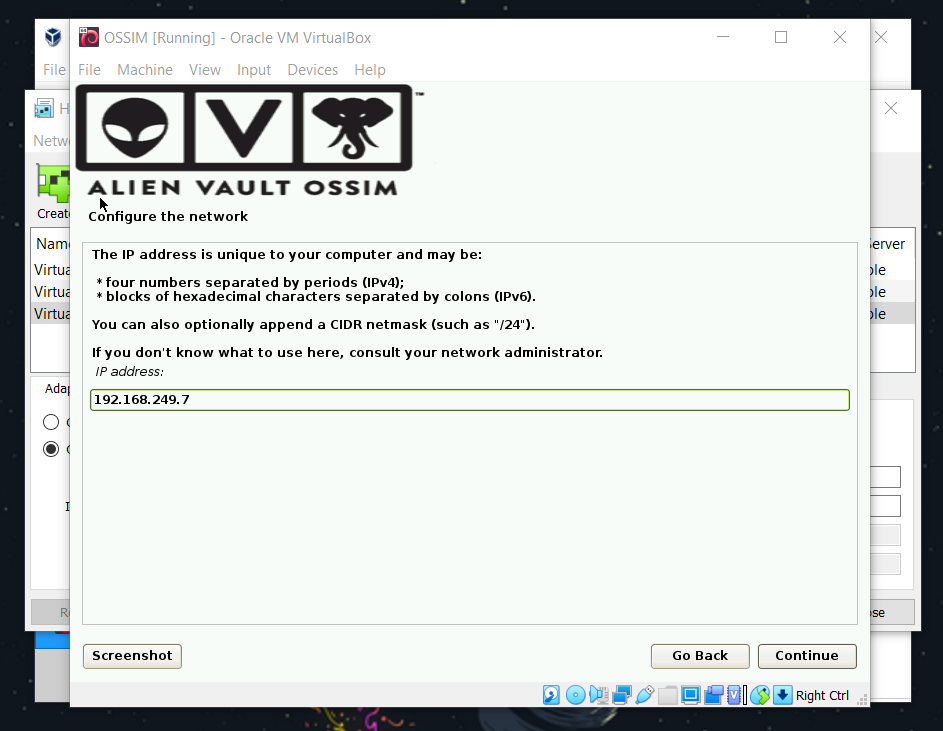 OSSIM [Running] - Oracle VM VirtualBox
File
File Machine View Input Devices Help
H
Netw
ALIEN VAULT OSSIM
™
Create
Configure the network
Name
Server
The IP address is unique to your computer and may be:
Virtua
ble
* four numbers separated by periods (IPv4);
Virtua
ble
* blocks of hexadecimal characters separated by colons (IPv6).
Virtua
ble
You can also optionally append a CIDR netmask (such as "/24").
If you don't know what to use here, consult your network administrator.
IP address:
Adap
192.168.249.7
Screenshot
Go Back
Continue
Right Ctrl